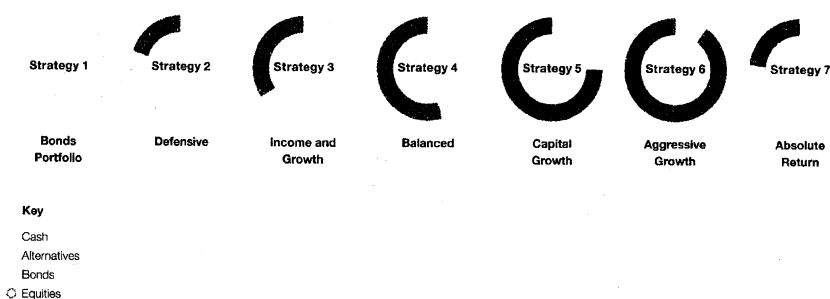 Strategy 1
Strategy 2
Strategy 3
Strategy 4
Strategy 5
Strategy 6
Strategy 7
Bonds
Portfolio
Defensive
Income and
Growth
Balanced
Capital
Growth
Aggressive
Growth
Absolute
Return
Key
Cash
Alternatives
Bonds
Equities